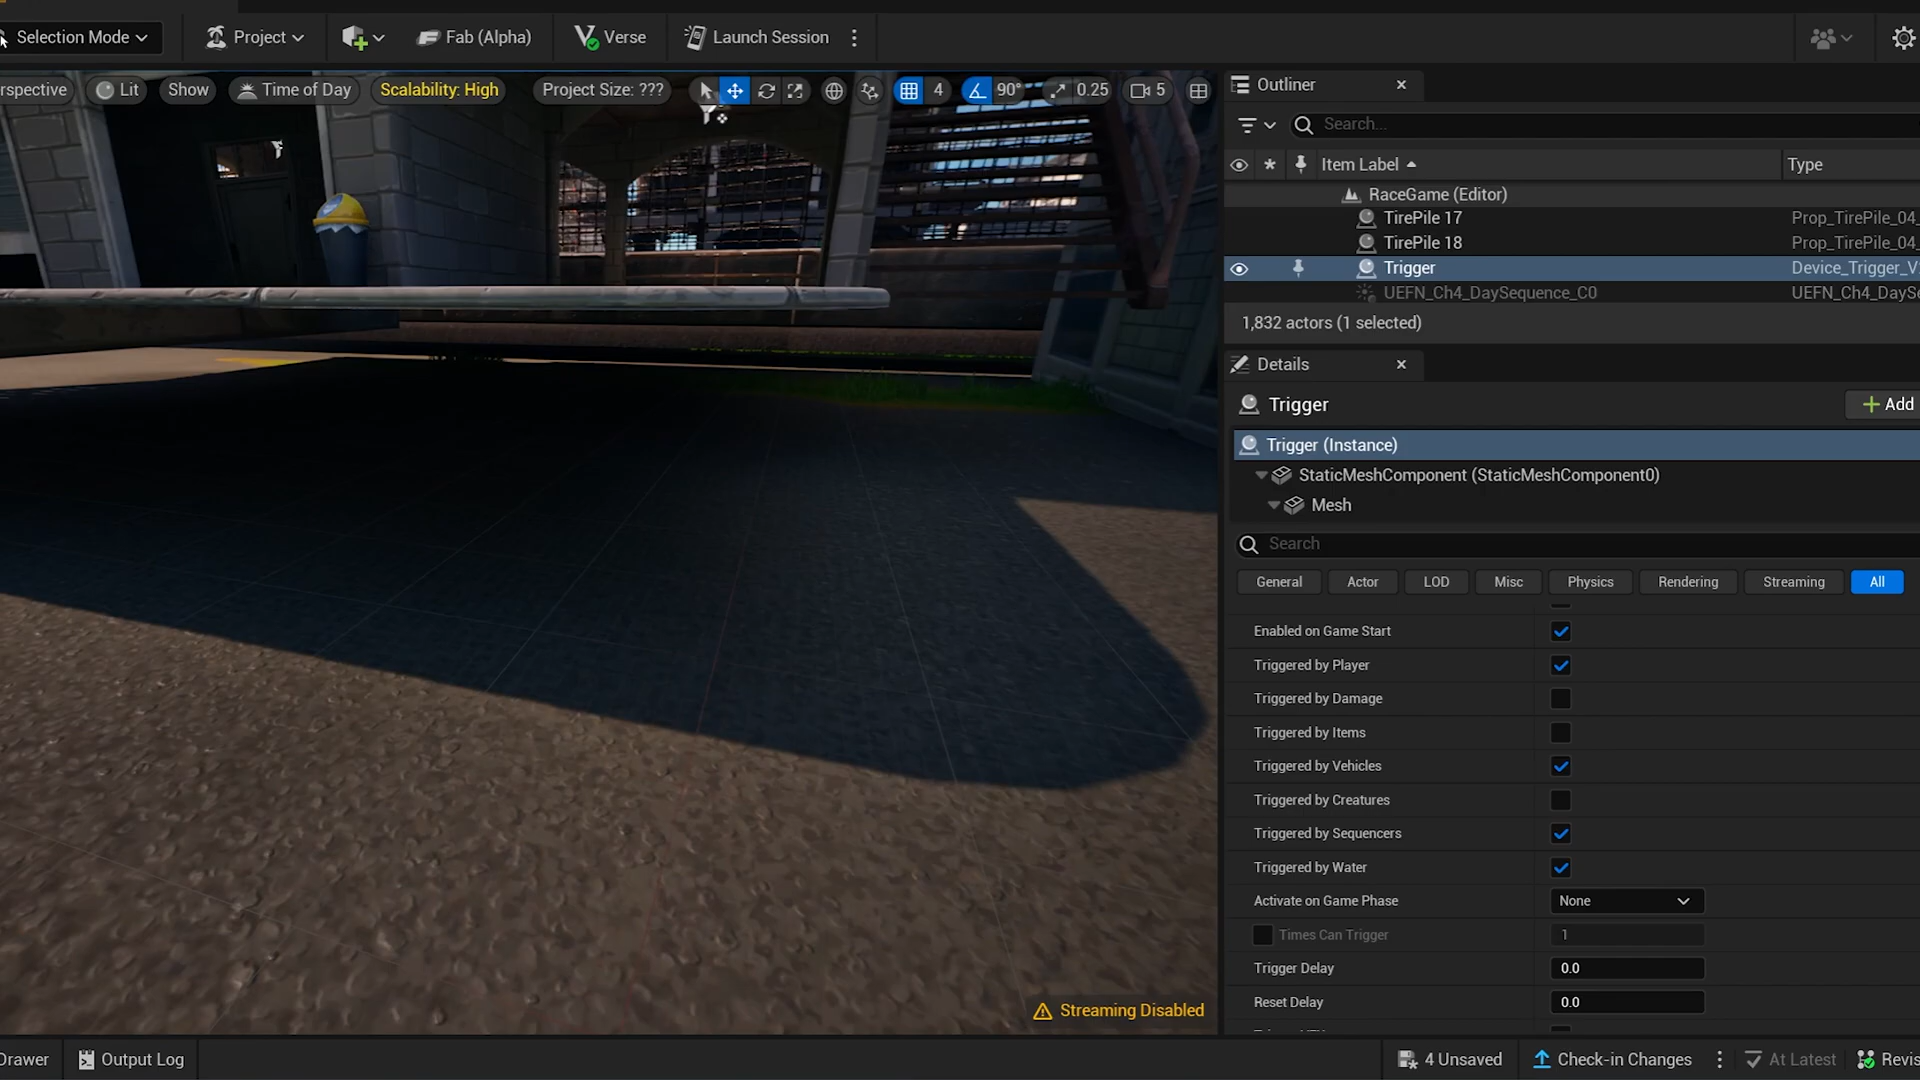 Selection Mode Project Fab (Alpha) Verse Launch Session
rspective Lit Show Time of Day Scalability: High Project Size: ??? 4 90° 0.25 5
Outliner
Search...
Item Label Type
RaceGame (Editor)
TirePile 17 Prop_TirePile_04_
TirePile 18 Prop_TirePile_04_
Trigger Device_Trigger_V
UEFN_Ch4_DaySequence_C0 UEFN_Ch4_DaySe
1,832 actors (1 selected)
Details
Trigger Add
Trigger (Instance)
StaticMeshComponent (StaticMeshComponent0)
Mesh
Search
General Actor LOD Misc Physics Rendering Streaming All
Enabled on Game Start
Triggered by Player
Triggered by Damage
Triggered by Items
Triggered by Vehicles
Triggered by Creatures
Triggered by Sequencers
Triggered by Water
Activate on Game Phase None
Times Can Trigger 1
Trigger Delay 0.0
Reset Delay 0.0
Streaming Disabled
Drawer Output Log 4 Unsaved Check-in Changes At Latest Revis